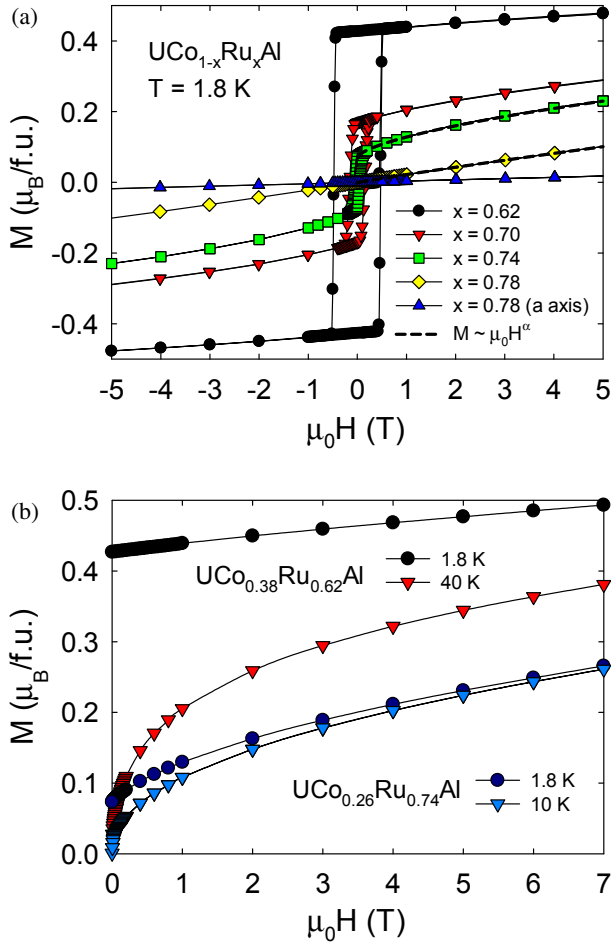 (a)
UCo1-xRuxAl
T = 1.8 K
M (μB/f.u.)
0.4
0.2
0.0
-0.2
-0.4
x = 0.62
x = 0.70
x = 0.74
x = 0.78
x = 0.78 (a axis)
M ~ μ0Hα
-5 -4 -3 -2 -1 0 1 2 3 4 5
μ0H (T)
(b)
M (μB/f.u.)
0.5
0.4
0.3
0.2
0.1
0.0
UCo0.38Ru0.62Al
1.8 K
40 K
UCo0.26Ru0.74Al
1.8 K
10 K
0 1 2 3 4 5 6 7
μ0H (T)